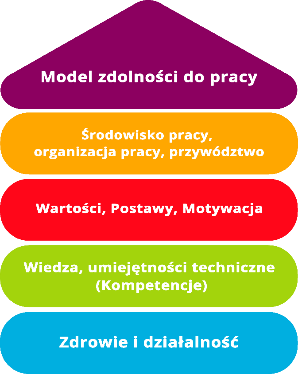 Model zdolności do pracy
Środowisko pracy,
organizacja pracy, przywództwo
Wartości, Postawy, Motywacja
Wiedza, umiejętności techniczne
(Kompetencje)
Zdrowie i działalność